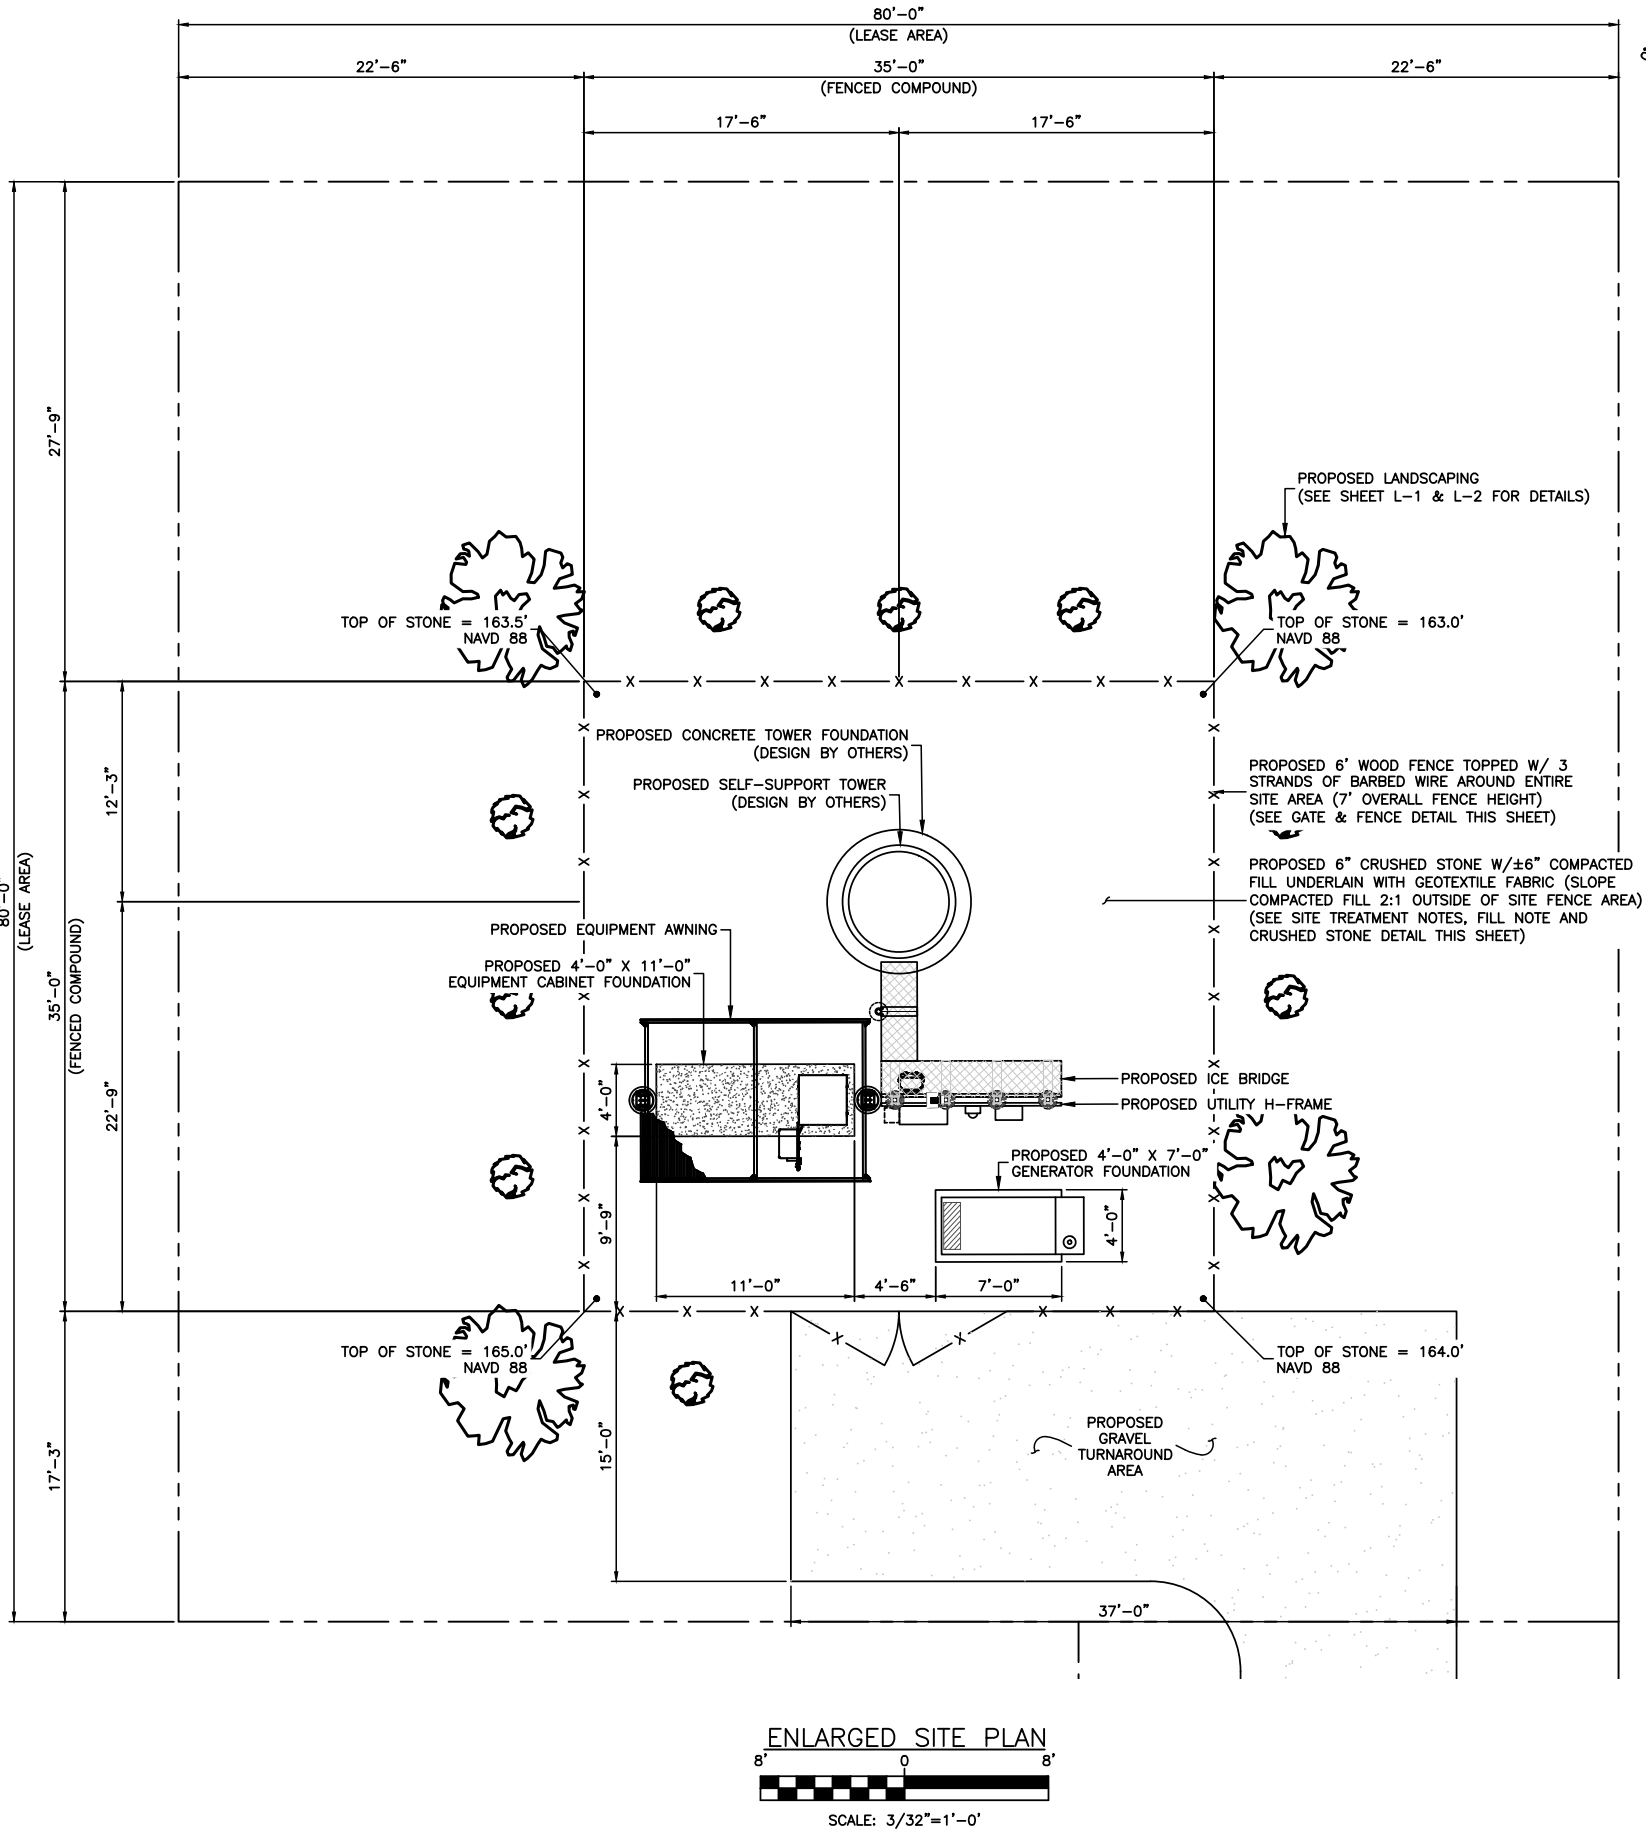 80'-0"
(LEASE AREA)
22'-6"
35'-0"
(FENCED COMPOUND)
22'-6"
17'-6"
17'-6"
27'-9"
PROPOSED LANDSCAPING
(SEE SHEET L-1 & L-2 FOR DETAILS)
TOP OF STONE = 163.5'
NAVD 88
TOP OF STONE = 163.0'
NAVD 88
X X X X X X X X X
12'-3"
PROPOSED CONCRETE TOWER FOUNDATION
(DESIGN BY OTHERS)
PROPOSED SELF-SUPPORT TOWER
(DESIGN BY OTHERS)
PROPOSED 6' WOOD FENCE TOPPED W/ 3
STRANDS OF BARBED WIRE AROUND ENTIRE
SITE AREA (7' OVERALL FENCE HEIGHT)
(SEE GATE & FENCE DETAIL THIS SHEET)
PROPOSED 6" CRUSHED STONE W/±6" COMPACTED
FILL UNDERLAIN WITH GEOTEXTILE FABRIC (SLOPE
COMPACTED FILL 2:1 OUTSIDE OF SITE FENCE AREA)
(SEE SITE TREATMENT NOTES, FILL NOTE AND
CRUSHED STONE DETAIL THIS SHEET)
80'-0"
(LEASE AREA)
35'-0"
(FENCED COMPOUND)
22'-9"
PROPOSED EQUIPMENT AWNING
PROPOSED 4'-0" X 11'-0"
EQUIPMENT CABINET FOUNDATION
4'-0"
PROPOSED ICE BRIDGE
PROPOSED UTILITY H-FRAME
PROPOSED 4'-0" X 7'-0"
GENERATOR FOUNDATION
4'-0"
9'-9"
11'-0"
4'-6"
7'-0"
X X X X X X X X
TOP OF STONE = 165.0'
NAVD 88
TOP OF STONE = 164.0'
NAVD 88
17'-3"
15'-0"
PROPOSED
GRAVEL
TURNAROUND
AREA
37'-0"
ENLARGED SITE PLAN
8' 0 8'
SCALE: 3/32"=1'-0'